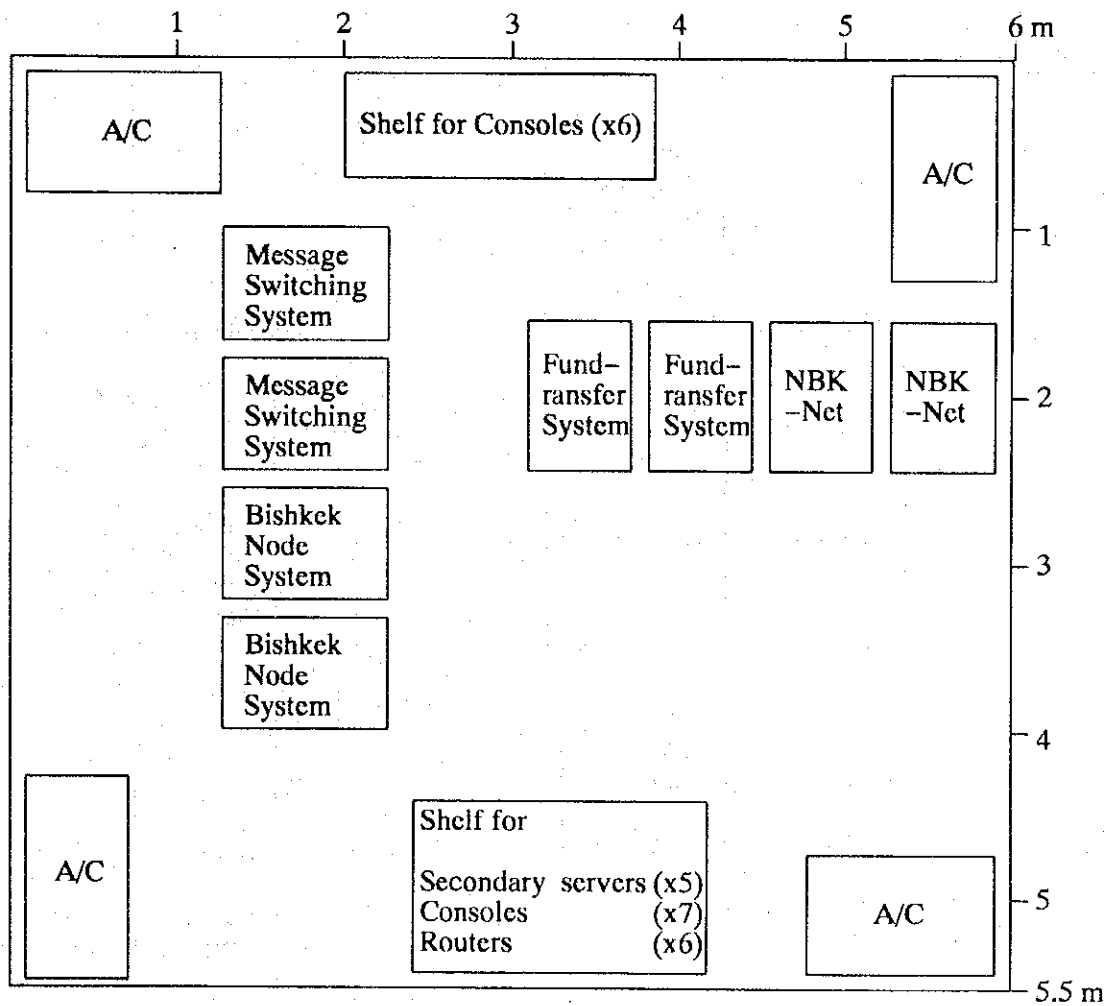 1 2 3 4 5 6 m
A/C
Shelf for Consoles (x6)
A/C
1
Message
Switching
System
Fund-
ransfer
System
Fund-
ransfer
System
NBK
-Net
NBK
-Net
2
Message
Switching
System
Bishkek
Node
System
3
Bishkek
Node
System
4
A/C
Shelf for
Secondary servers (x5)
Consoles (x7)
Routers (x6)
A/C
5
5.5 m